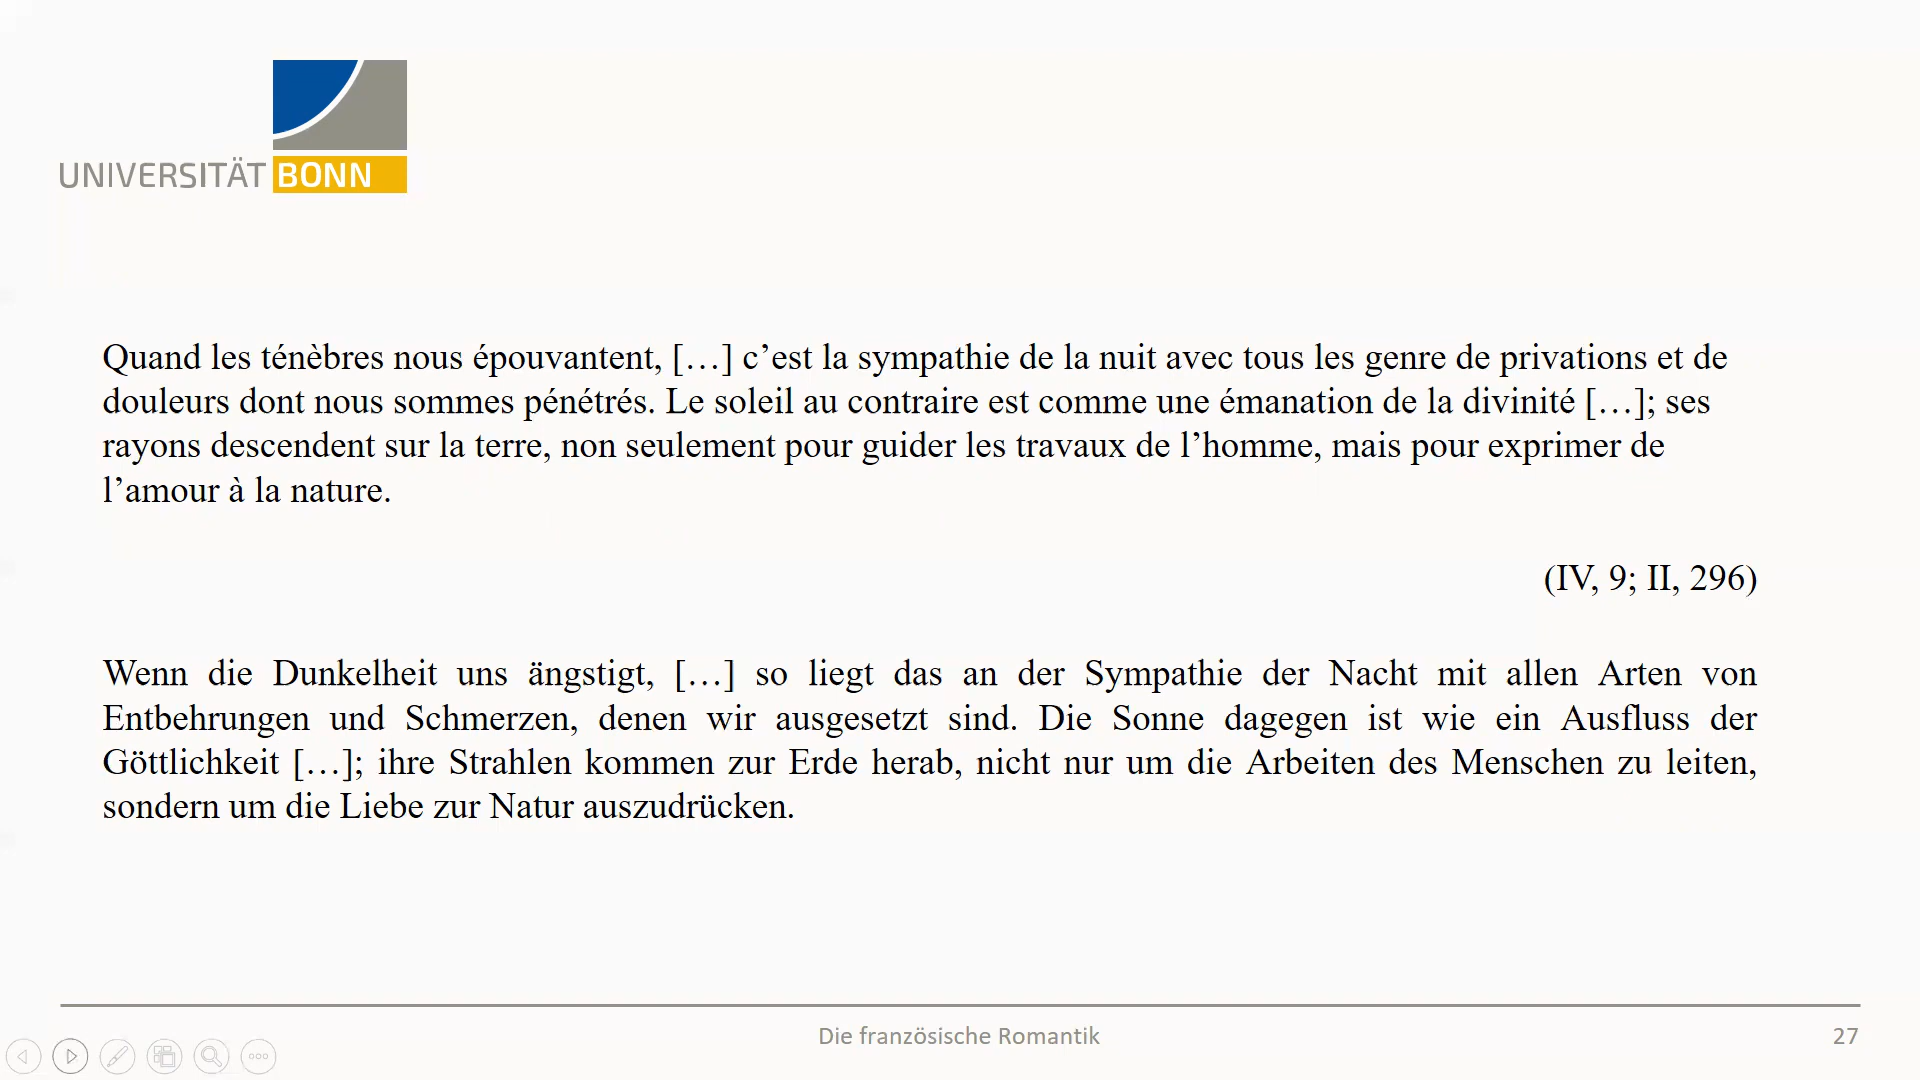 UNIVERSITÄT BONN
Quand les ténèbres nous épouvantent, […] c’est la sympathie de la nuit avec tous les genre de privations et de
douleurs dont nous sommes pénétrés. Le soleil au contraire est comme une émanation de la divinité […]; ses
rayons descendent sur la terre, non seulement pour guider les travaux de l’homme, mais pour exprimer de
l’amour à la nature.
(IV, 9; II, 296)
Wenn die Dunkelheit uns ängstigt, […] so liegt das an der Sympathie der Nacht mit allen Arten von
Entbehrungen und Schmerzen, denen wir ausgesetzt sind. Die Sonne dagegen ist wie ein Ausfluss der
Göttlichkeit […]; ihre Strahlen kommen zur Erde herab, nicht nur um die Arbeiten des Menschen zu leiten,
sondern um die Liebe zur Natur auszudrücken.
Die französische Romantik
27